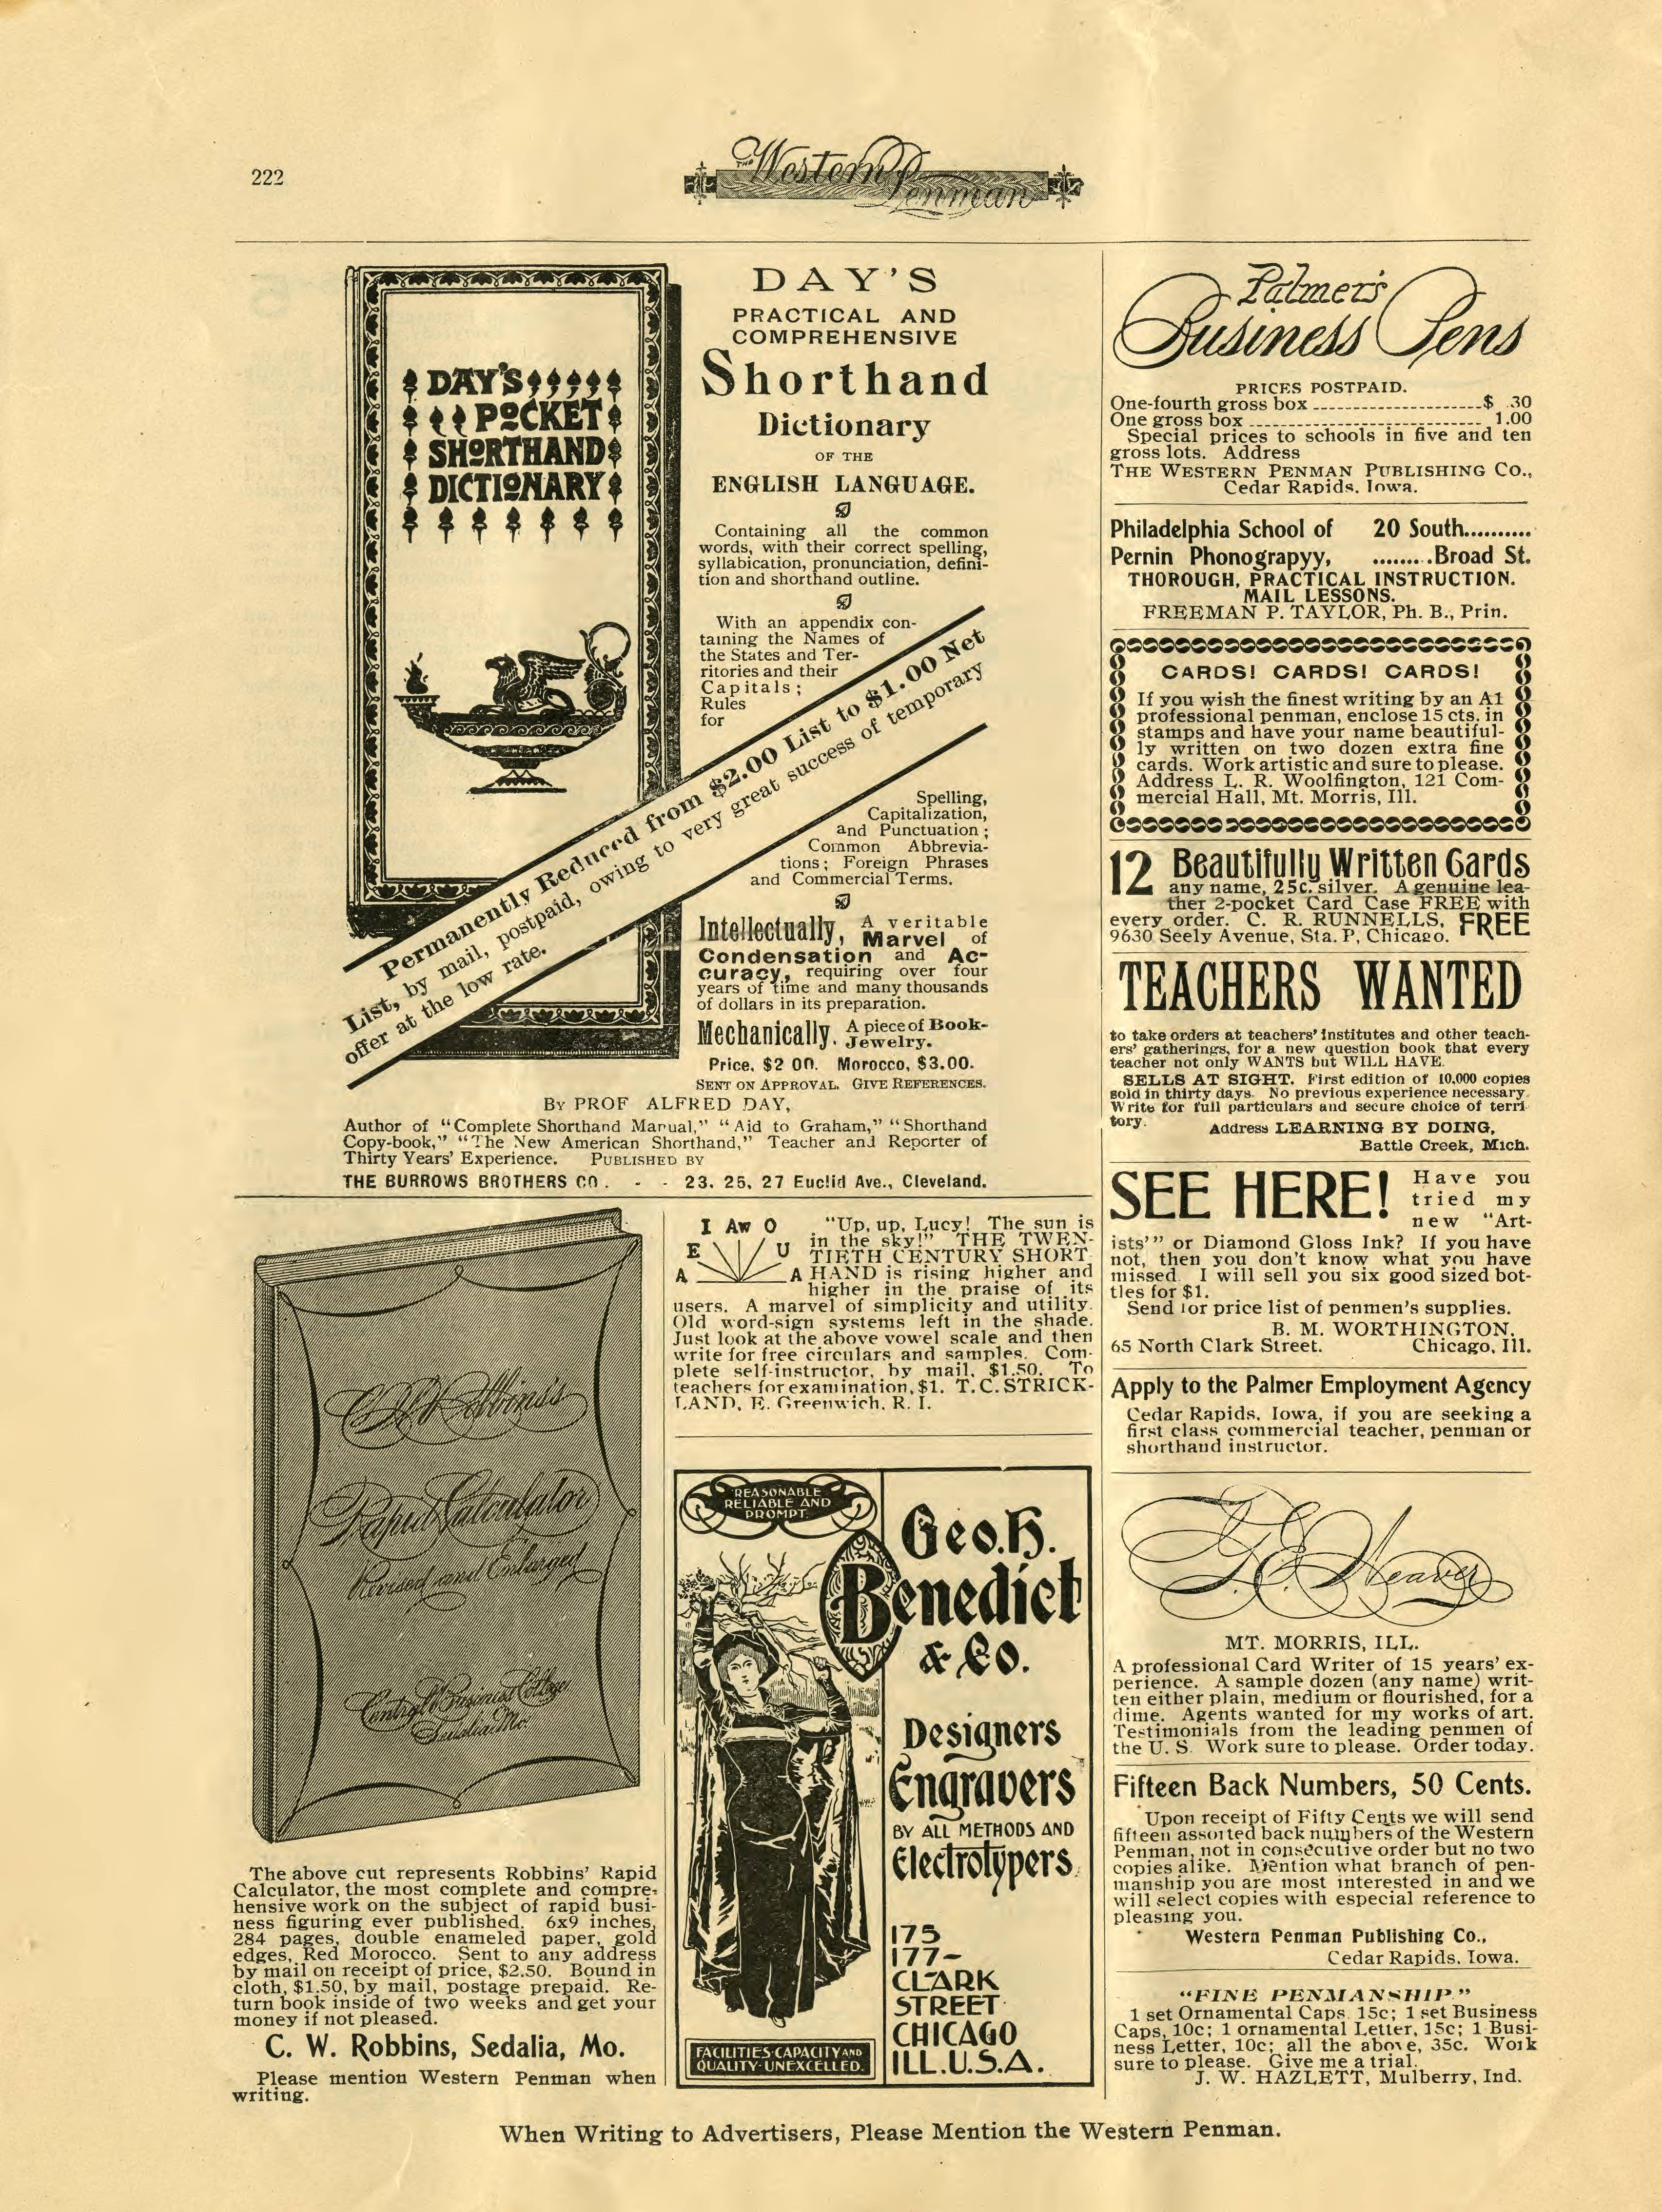 222
THE Western Penman
DAY'S
POCKET
SHORTHAND
DICTIONARY
DAY'S
PRACTICAL AND
COMPREHENSIVE
Shorthand
Dictionary
OF THE
ENGLISH LANGUAGE.
Containing all the common
words, with their correct spelling,
syllabication, pronunciation, defini-
tion and shorthand outline.
With an appendix con-
taining the Names of
the States and Ter-
ritories and their
Capitals;
Rules
for
Permanently Reduced from $2.00 List to $1.00 Net
List, by mail, postpaid, owing to very great success of temporary
offer at the low rate.
Spelling,
Capitalization,
and Punctuation;
Common Abbrevia-
tions; Foreign Phrases
and Commercial Terms.
Intellectually, A veritable
Marvel of
Condensation and Ac-
curacy, requiring over four
years of time and many thousands
of dollars in its preparation.
Mechanically. A piece of Book-
Jewelry.
Price, $2 00. Morocco, $3.00.
SENT ON APPROVAL. GIVE REFERENCES.
BY PROF ALFRED DAY,
Author of "Complete Shorthand Manual," "Aid to Graham," "Shorthand
Copy-book," "The New American Shorthand," Teacher and Reporter of
Thirty Years' Experience. PUBLISHED BY
THE BURROWS BROTHERS CO. - - 23, 25, 27 Euclid Ave., Cleveland.
C. W. Robbins's
Rapid Calculator
Revised and Enlarged
Central Business College
Sedalia Mo.
The above cut represents Robbins' Rapid
Calculator, the most complete and compre-
hensive work on the subject of rapid busi-
ness figuring ever published. 6x9 inches,
284 pages, double enameled paper, gold
edges, Red Morocco. Sent to any address
by mail on receipt of price, $2.50. Bound in
cloth, $1.50, by mail, postage prepaid. Re-
turn book inside of two weeks and get your
money if not pleased.
C. W. Robbins, Sedalia, Mo.
Please mention Western Penman when
writing.
I AW O
E U
A A
"Up, up, Lucy! The sun is
in the sky!" THE TWEN-
TIETH CENTURY SHORT
HAND is rising higher and
higher in the praise of its
users. A marvel of simplicity and utility.
Old word-sign systems left in the shade.
Just look at the above vowel scale and then
write for free circulars and samples. Com-
plete self-instructor, by mail, $1.50. To
teachers for examination, $1. T. C. STRICK-
LAND, E. Greenwich, R. I.
REASONABLE
RELIABLE AND
PROMPT.
Geo. H.
Benedict
& Co.
Designers
Engravers
BY ALL METHODS AND
Electrotypers.
175
177-
CLARK
STREET
CHICAGO
ILL. U.S.A.
FACILITIES-CAPACITY AND
QUALITY-UNEXCELLED.
Palmer's
Business Pens
PRICES POSTPAID.
One-fourth gross box ---------------------$ .30
One gross box ---------------------------- 1.00
Special prices to schools in five and ten
gross lots. Address
THE WESTERN PENMAN PUBLISHING CO.,
Cedar Rapids, Iowa.
Philadelphia School of 20 South..........
Pernin Phonograpyy, .........Broad St.
THOROUGH, PRACTICAL INSTRUCTION.
MAIL LESSONS.
FREEMAN P. TAYLOR, Ph. B., Prin.
CARDS! CARDS! CARDS!
If you wish the finest writing by an A1
professional penman, enclose 15 cts. in
stamps and have your name beautiful-
ly written on two dozen extra fine
cards. Work artistic and sure to please.
Address L. R. Woolfington, 121 Com-
mercial Hall, Mt. Morris, Ill.
12 Beautifully Written Cards
any name, 25c. silver. A genuine lea-
ther 2-pocket Card Case FREE with
every order. C. R. RUNNELLS, FREE
9630 Seely Avenue, Sta. P, Chicago.
TEACHERS WANTED
to take orders at teachers' institutes and other teach-
ers' gatherings, for a new question book that every
teacher not only WANTS but WILL HAVE.
SELLS AT SIGHT. First edition of 10,000 copies
sold in thirty days. No previous experience necessary.
Write for full particulars and secure choice of terri
tory. Address LEARNING BY DOING,
Battle Creek, Mich.
SEE HERE! Have you
tried my
new "Art-
ists'" or Diamond Gloss Ink? If you have
not, then you don't know what you have
missed. I will sell you six good sized bot-
tles for $1.
Send for price list of penmen's supplies.
B. M. WORTHINGTON,
65 North Clark Street. Chicago, Ill.
Apply to the Palmer Employment Agency
Cedar Rapids, Iowa, if you are seeking a
first class commercial teacher, penman or
shorthand instructor.
G. E. Weaver
MT. MORRIS, ILL.
A professional Card Writer of 15 years' ex-
perience. A sample dozen (any name) writ-
ten either plain, medium or flourished, for a
dime. Agents wanted for my works of art.
Testimonials from the leading penmen of
the U. S. Work sure to please. Order today.
Fifteen Back Numbers, 50 Cents.
Upon receipt of Fifty Cents we will send
fifteen assorted back numbers of the Western
Penman, not in consecutive order but no two
copies alike. Mention what branch of pen-
manship you are most interested in and we
will select copies with especial reference to
pleasing you.
Western Penman Publishing Co.,
Cedar Rapids, Iowa.
"FINE PENMANSHIP"
1 set Ornamental Caps 15c; 1 set Business
Caps, 10c; 1 ornamental Letter, 15c; 1 Busi-
ness Letter, 10c; all the above, 35c. Work
sure to please. Give me a trial.
J. W. HAZLETT, Mulberry, Ind.
When Writing to Advertisers, Please Mention the Western Penman.